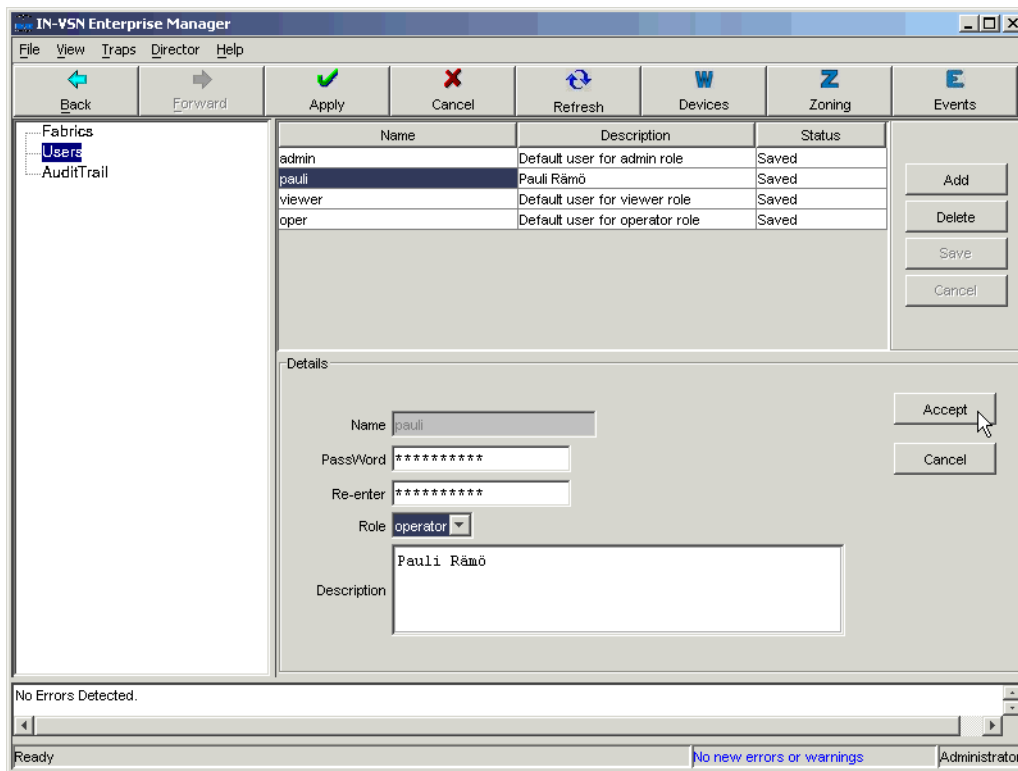 IN-VSN Enterprise Manager
File View Traps Director Help
Back Forward Apply Cancel Refresh Devices Zoning Events
Fabrics
Users
AuditTrail
Name Description Status
admin Default user for admin role Saved
pauli Pauli Rämö Saved
viewer Default user for viewer role Saved
oper Default user for operator role Saved
Add
Delete
Save
Cancel
Details
Name pauli
PassWord **********
Re-enter **********
Role operator
Description Pauli Rämö
Accept
Cancel
No Errors Detected.
Ready No new errors or warnings Administrato